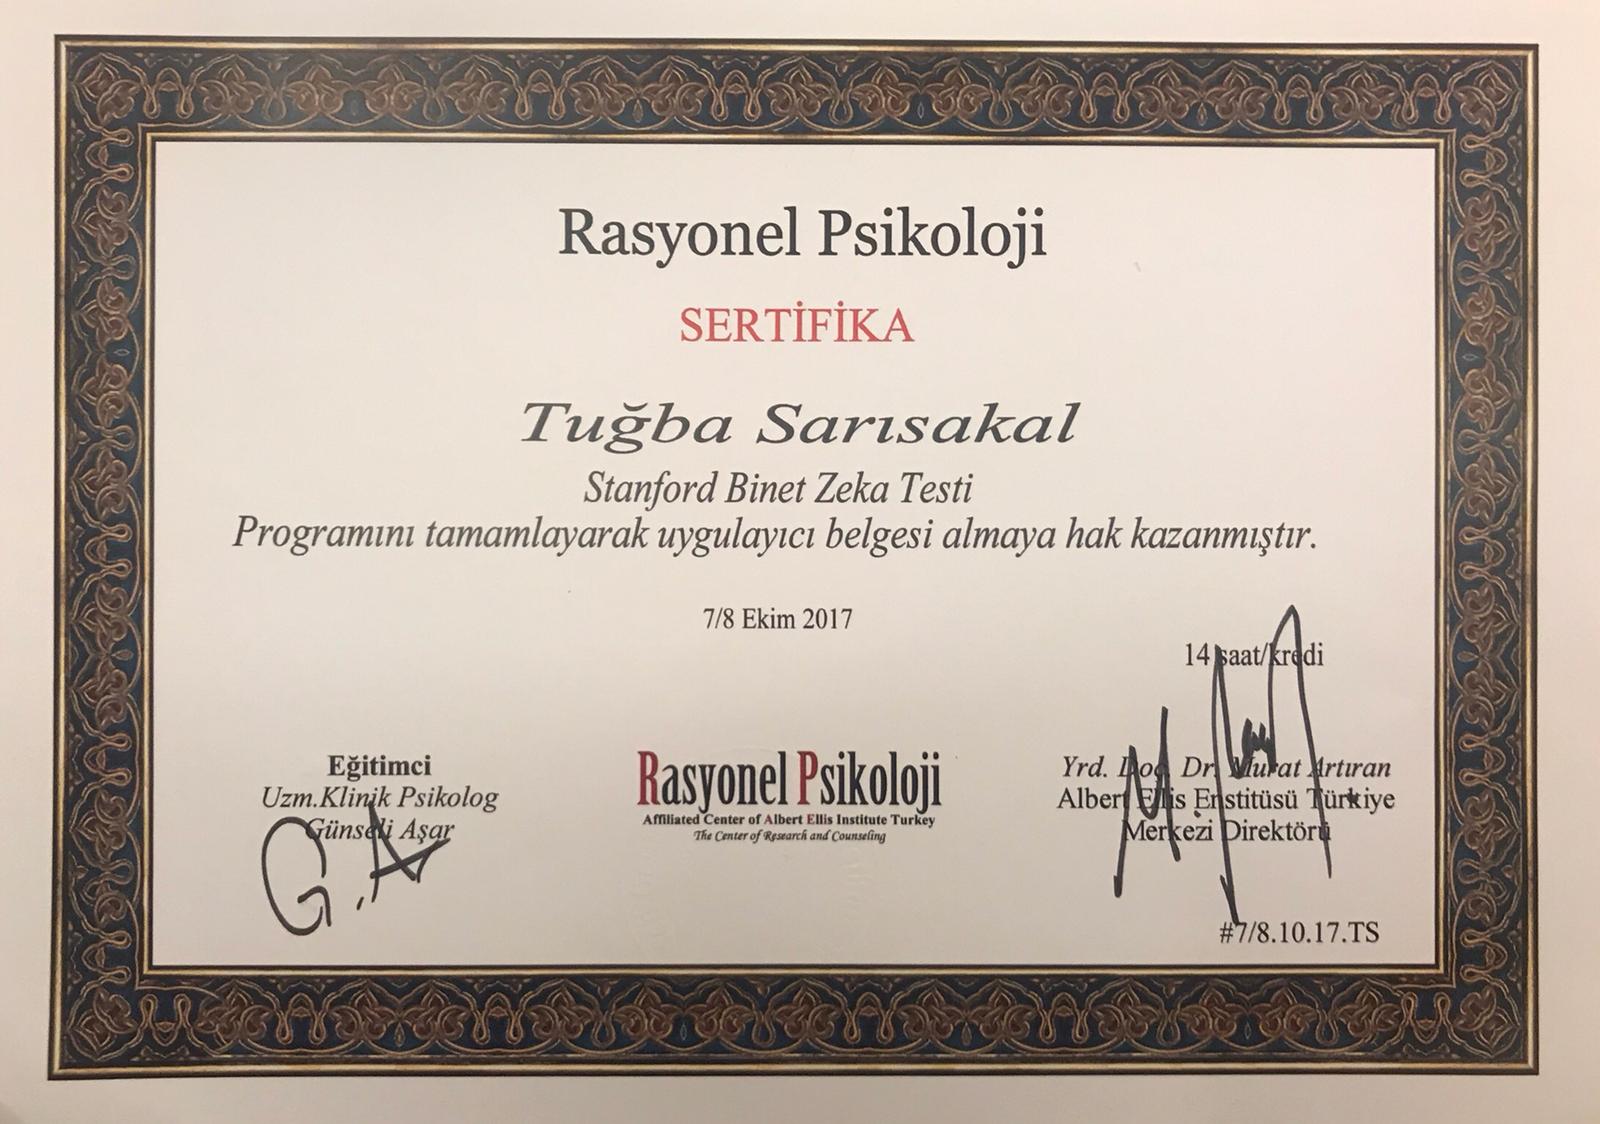 Rasyonel Psikoloji
SERTİFİKA
Tuğba Sarısakal
Stanford Binet Zeka Testi
Programını tamamlayarak uygulayıcı belgesi almaya hak kazanmıştır.
7/8 Ekim 2017
14 saat/kredi
Eğitimci
Uzm.Klinik Psikolog
Günseli Aşar
G.A
Rasyonel Psikoloji
Affiliated Center of Albert Ellis Institute Turkey
The Center of Research and Counseling
Yrd. Doç. Dr. Murat Artıran
Albert Ellis Enstitüsü Türkiye
Merkezi Direktörü
#7/8.10.17.TS